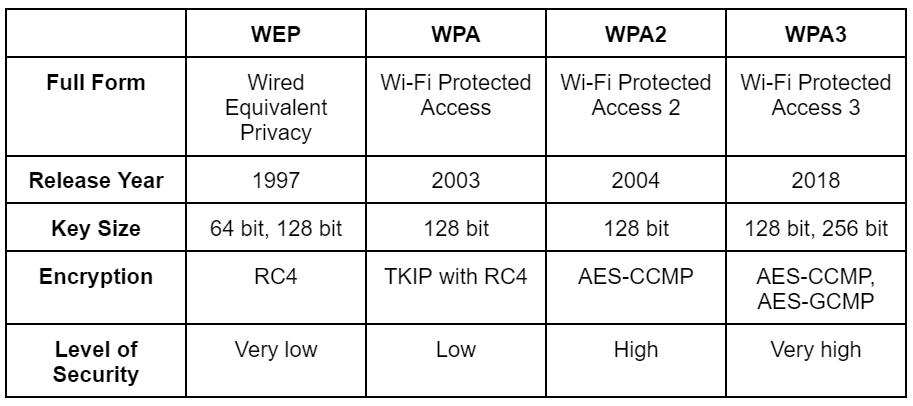 WEP WPA WPA2 WPA3
Full Form Wired Wi-Fi Protected Wi-Fi Protected Wi-Fi Protected
Equivalent Access Access 2 Access 3
Privacy
Release Year 1997 2003 2004 2018
Key Size 64 bit, 128 bit 128 bit 128 bit 128 bit, 256 bit
Encryption RC4 TKIP with RC4 AES-CCMP AES-CCMP,
AES-GCMP
Level of Very low Low High Very high
Security